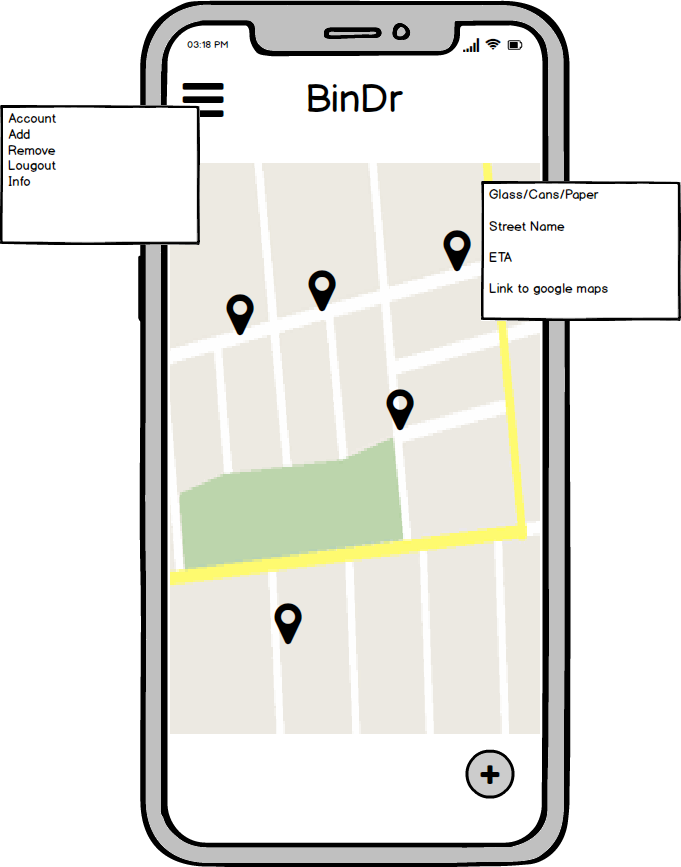 03:18 PM
BinDr
Account
Add
Remove
Lougout
Info
Glass/Cans/Paper
Street Name
ETA
Link to google maps